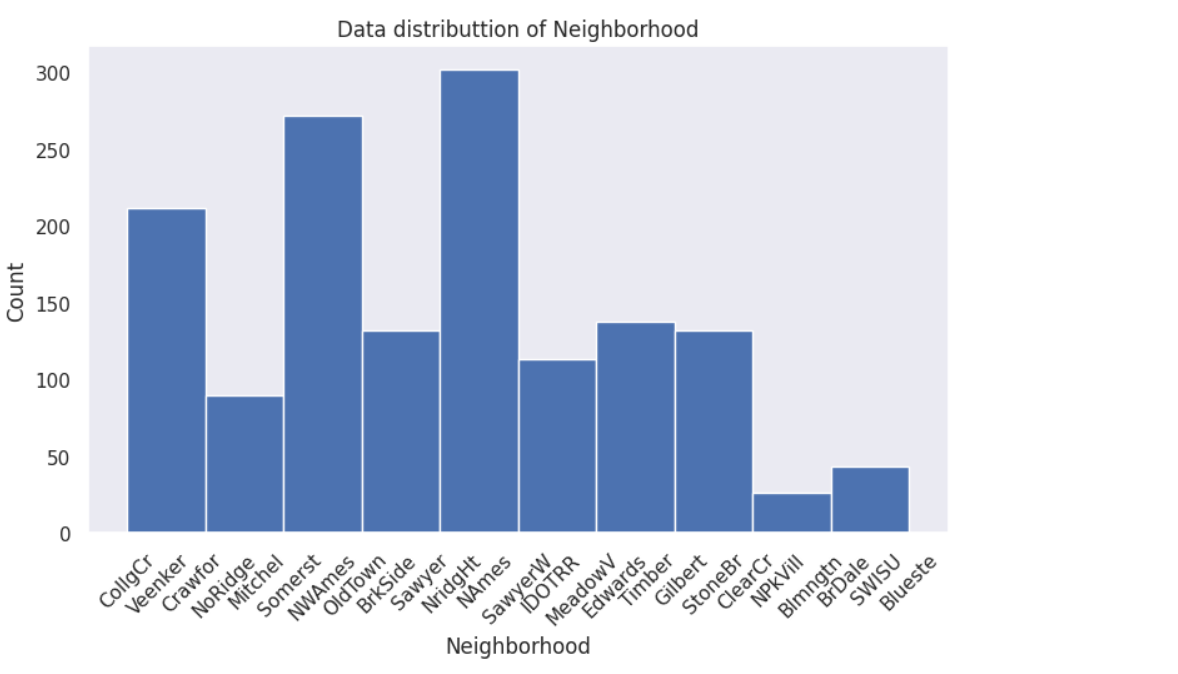 Data distributtion of Neighborhood
300
250
200
150
100
50
0
Count
CollgCr
Veenker
Crawfor
NoRidge
Mitchel
Somerst
NWAmes
OldTown
BrkSide
Sawyer
NridgHt
NAmes
SawyerW
IDOTRR
MeadowV
Edwards
Timber
Gilbert
StoneBr
ClearCr
NPkVill
Blmngtn
BrDale
SWISU
Blueste
Neighborhood